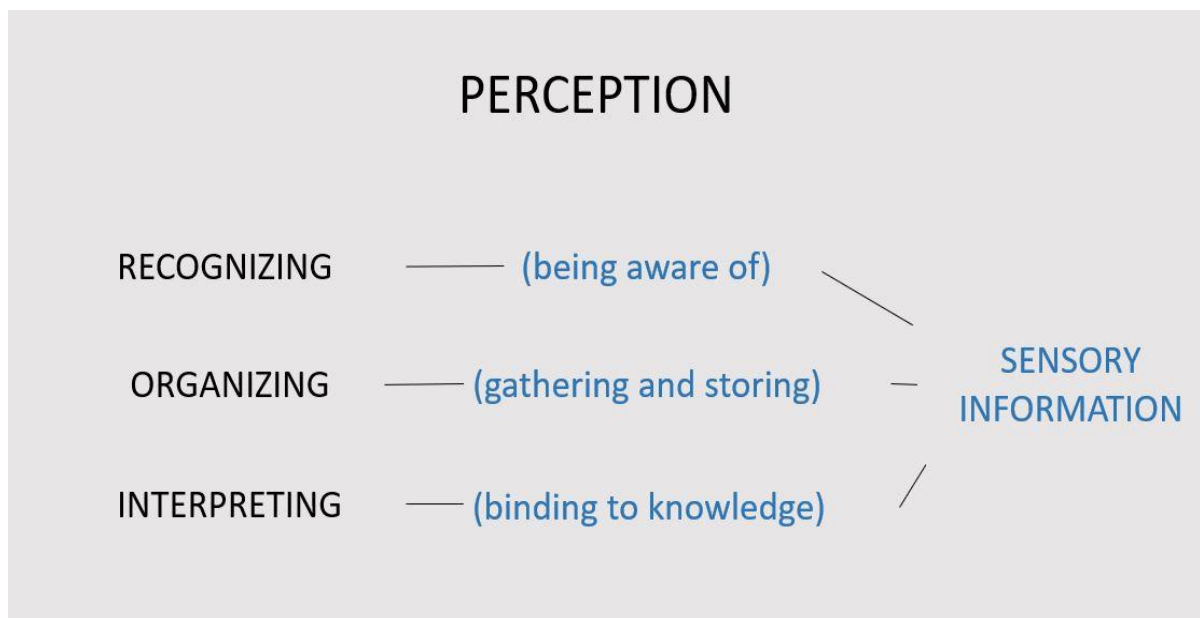 PERCEPTION
RECOGNIZING (being aware of)
ORGANIZING (gathering and storing)
SENSORY
INFORMATION
INTERPRETING (binding to knowledge)